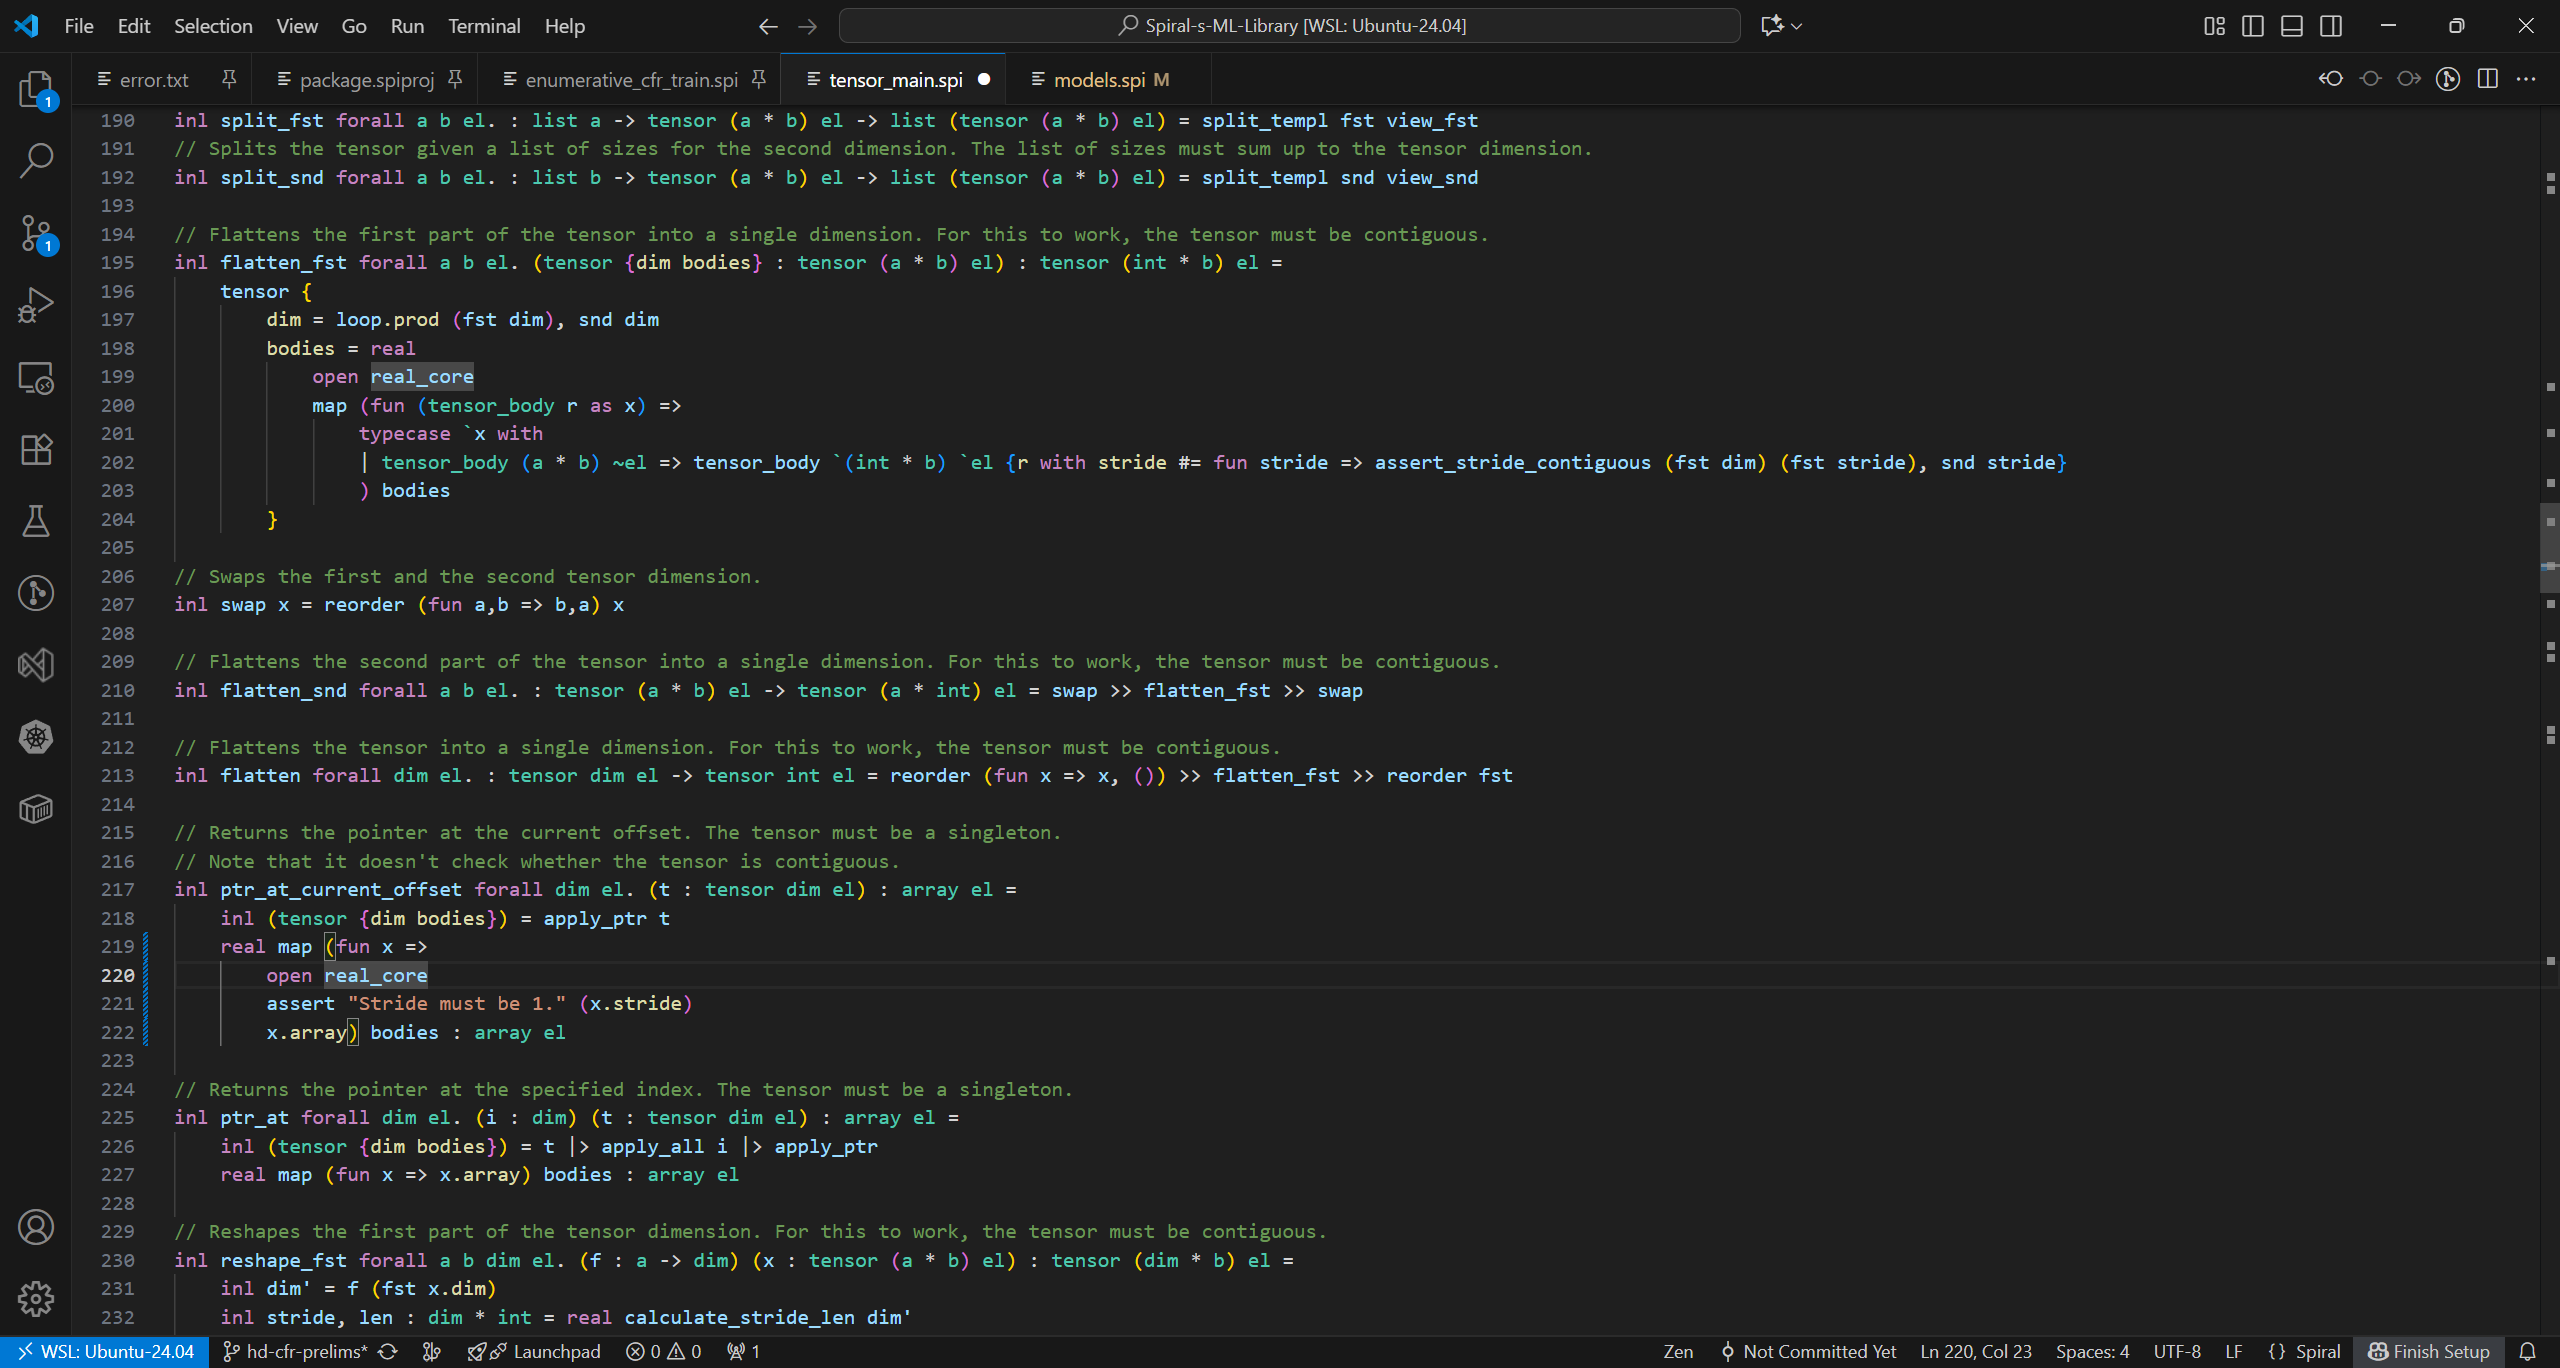 File Edit Selection View Go Run Terminal Help
Spiral-s-ML-Library [WSL: Ubuntu-24.04]
error.txt package.spiproj enumerative_cfr_train.spi tensor_main.spi models.spi M
1
1
190 inl split_fst forall a b el. : list a -> tensor (a * b) el -> list (tensor (a * b) el) = split_templ fst view_fst
191 // Splits the tensor given a list of sizes for the second dimension. The list of sizes must sum up to the tensor dimension.
192 inl split_snd forall a b el. : list b -> tensor (a * b) el -> list (tensor (a * b) el) = split_templ snd view_snd
193
194 // Flattens the first part of the tensor into a single dimension. For this to work, the tensor must be contiguous.
195 inl flatten_fst forall a b el. (tensor {dim bodies} : tensor (a * b) el) : tensor (int * b) el =
196     tensor {
197         dim = loop.prod (fst dim), snd dim
198         bodies = real
199             open real_core
200             map (fun (tensor_body r as x) =>
201                 typecase `x with
202                 | tensor_body (a * b) ~el => tensor_body `(int * b) `el {r with stride #= fun stride => assert_stride_contiguous (fst dim) (fst stride), snd stride}
203                 ) bodies
204         }
205
206 // Swaps the first and the second tensor dimension.
207 inl swap x = reorder (fun a,b => b,a) x
208
209 // Flattens the second part of the tensor into a single dimension. For this to work, the tensor must be contiguous.
210 inl flatten_snd forall a b el. : tensor (a * b) el -> tensor (a * int) el = swap >> flatten_fst >> swap
211
212 // Flattens the tensor into a single dimension. For this to work, the tensor must be contiguous.
213 inl flatten forall dim el. : tensor dim el -> tensor int el = reorder (fun x => x, ()) >> flatten_fst >> reorder fst
214
215 // Returns the pointer at the current offset. The tensor must be a singleton.
216 // Note that it doesn't check whether the tensor is contiguous.
217 inl ptr_at_current_offset forall dim el. (t : tensor dim el) : array el =
218     inl (tensor {dim bodies}) = apply_ptr t
219     real map (fun x =>
220         open real_core
221         assert "Stride must be 1." (x.stride)
222         x.array) bodies : array el
223
224 // Returns the pointer at the specified index. The tensor must be a singleton.
225 inl ptr_at forall dim el. (i : dim) (t : tensor dim el) : array el =
226     inl (tensor {dim bodies}) = t |> apply_all i |> apply_ptr
227     real map (fun x => x.array) bodies : array el
228
229 // Reshapes the first part of the tensor dimension. For this to work, the tensor must be contiguous.
230 inl reshape_fst forall a b dim el. (f : a -> dim) (x : tensor (a * b) el) : tensor (dim * b) el =
231     inl dim' = f (fst x.dim)
232     inl stride, len : dim * int = real calculate_stride_len dim'
WSL: Ubuntu-24.04 hd-cfr-prelims* Launchpad 0 0 1 Zen Not Committed Yet Ln 220, Col 23 Spaces: 4 UTF-8 LF {} Spiral Finish Setup